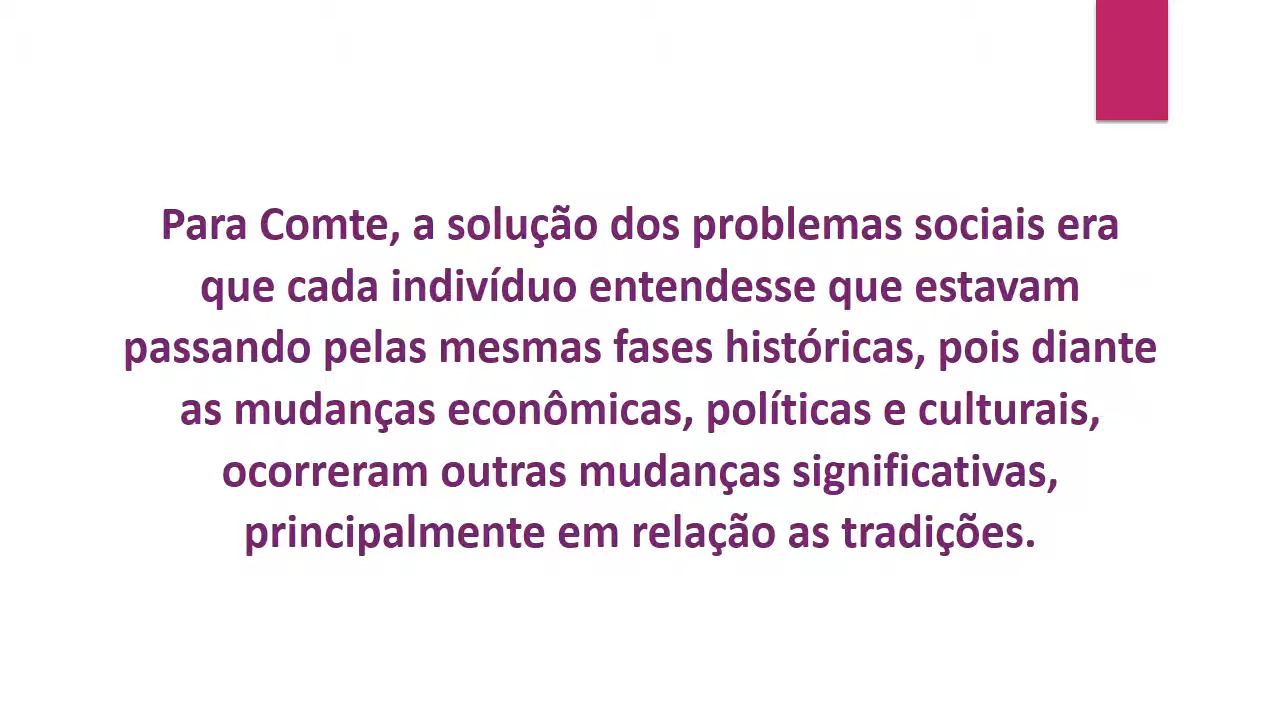 Para Comte, a solução dos problemas sociais era
que cada indivíduo entendesse que estavam
passando pelas mesmas fases históricas, pois diante
as mudanças econômicas, políticas e culturais,
ocorreram outras mudanças significativas,
principalmente em relação as tradições.